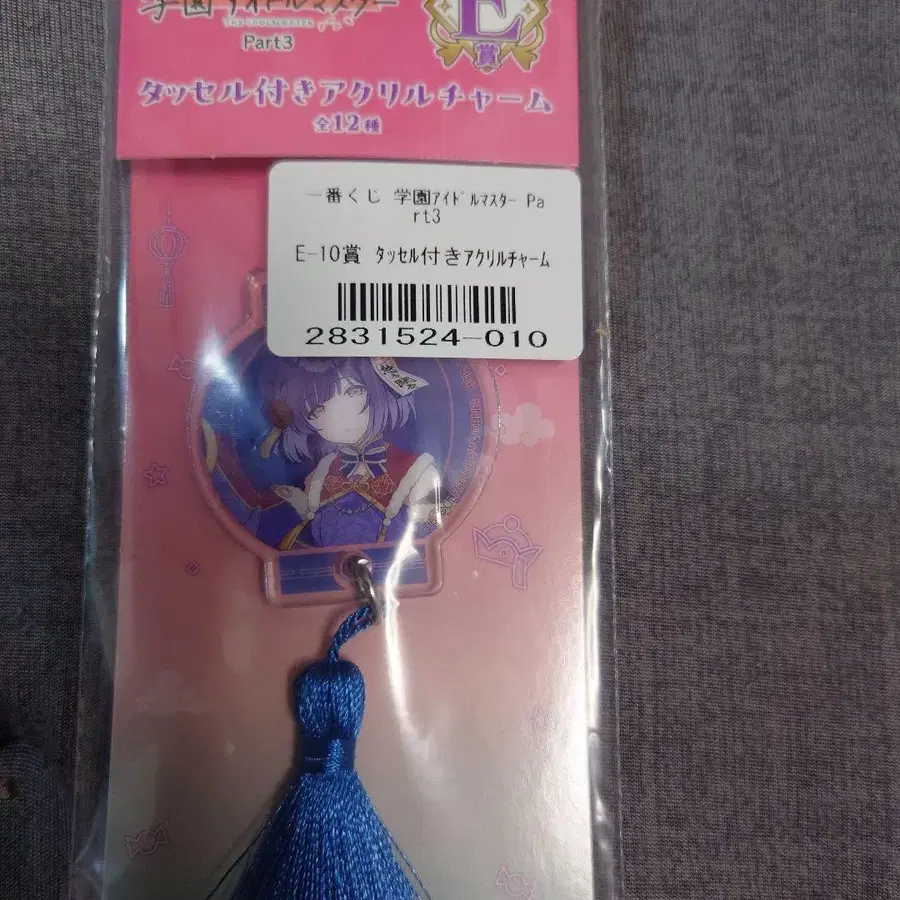 学園アイドルマスター
THE IDOLM@STER
Part3
E
賞
タッセル付きアクリルチャーム
全12種
一番くじ 学園ｱｲﾄﾞﾙﾏｽﾀｰ Pa
rt3
E-10賞 ﾀｯｾﾙ付きｱｸﾘﾙﾁｬｰﾑ
2831524-010